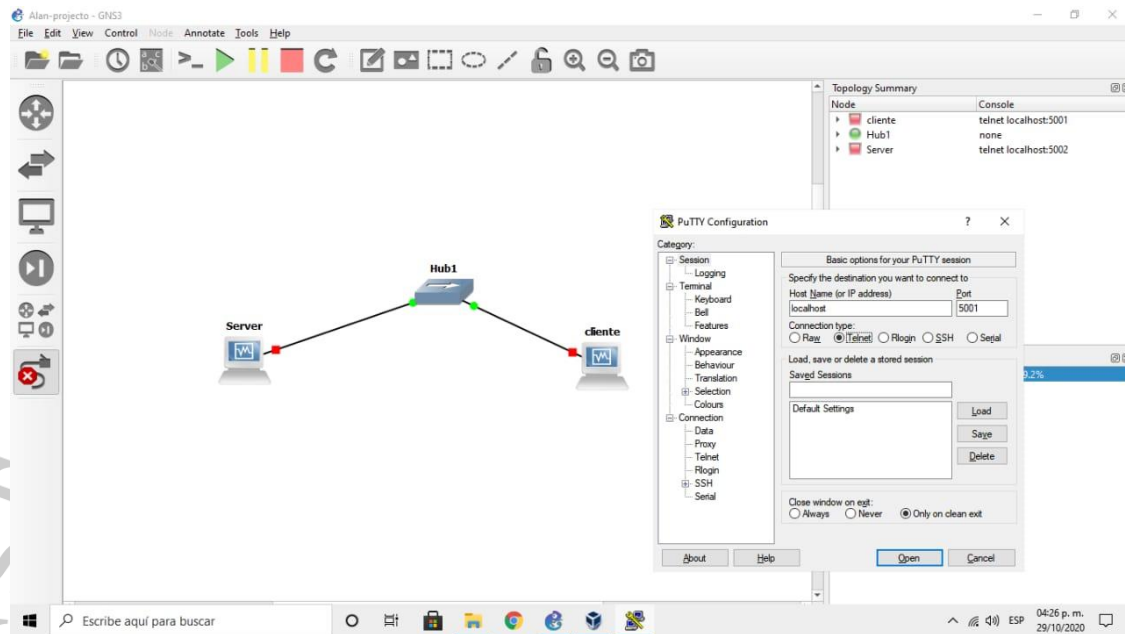 Alan-projecto - GNS3
File Edit View Control Node Annotate Tools Help
Topology Summary
Node Console
cliente telnet localhost:5001
Hub1 none
Server telnet localhost:5002
Hub1
Server
cliente
PuTTY Configuration
? X
Category:
Session
Logging
Terminal
Keyboard
Bell
Features
Window
Appearance
Behaviour
Translation
Selection
Colours
Connection
Data
Proxy
Telnet
Rlogin
SSH
Serial
Basic options for your PuTTY session
Specify the destination you want to connect to
Host Name (or IP address) Port
localhost 5001
Connection type:
Raw Telnet Rlogin SSH Serial
Load, save or delete a stored session
Saved Sessions
Default Settings
Load
Save
Delete
Close window on exit:
Always Never Only on clean exit
About Help Open Cancel
9.2%
Escribe aquí para buscar
ESP
04:26 p. m.
29/10/2020